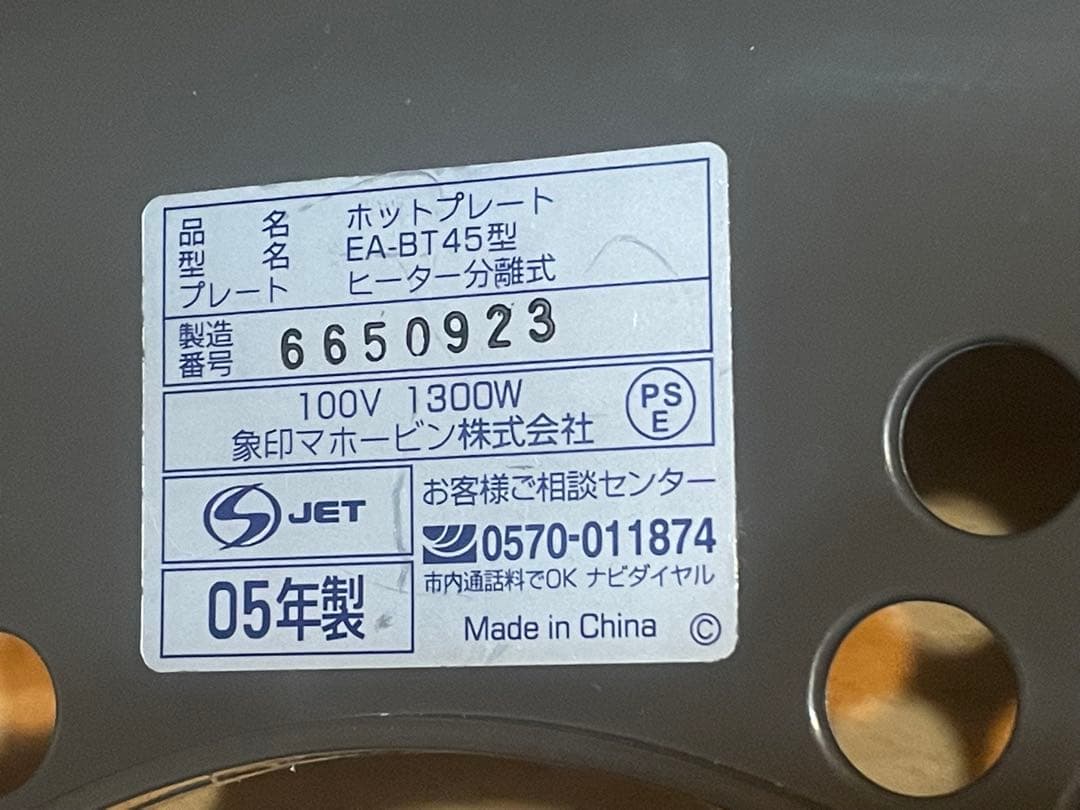 品名 ホットプレート
型名 EA-BT45型
プレート ヒーター分離式
製造番号 6650923
100V 1300W
PSE
象印マホービン株式会社
JET
お客様ご相談センター
0570-011874
市内通話料でOK ナビダイヤル
05年製
Made in China ©